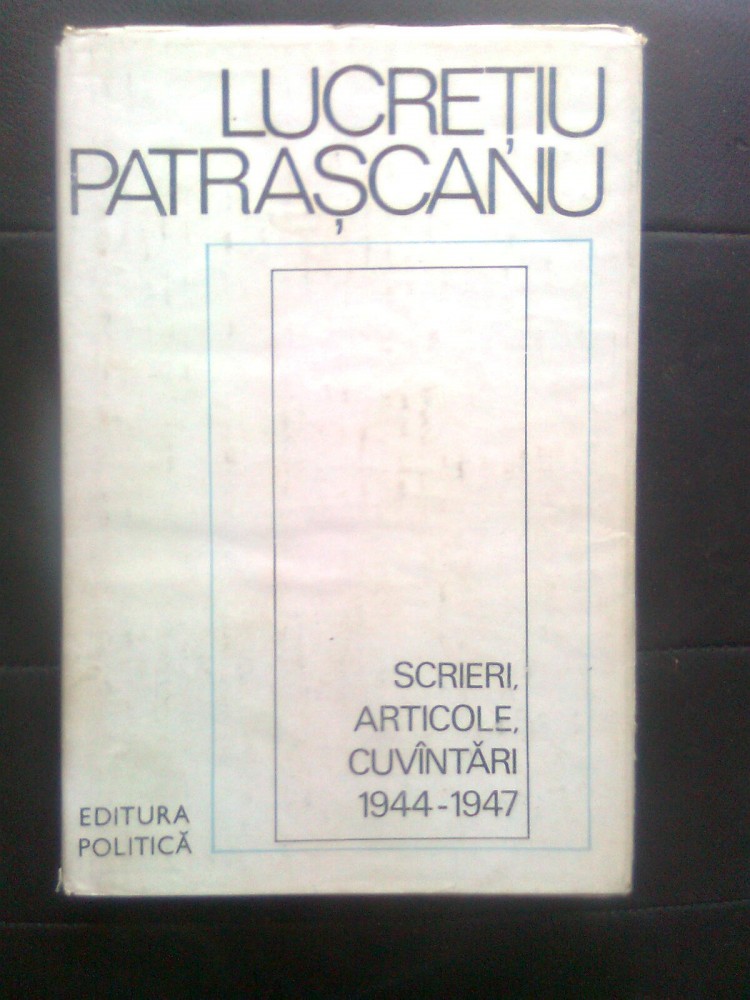 LUCREȚIU
PATRAȘCANU
SCRIERI,
ARTICOLE,
CUVÎNTĂRI
1944-1947
EDITURA
POLITICĂ